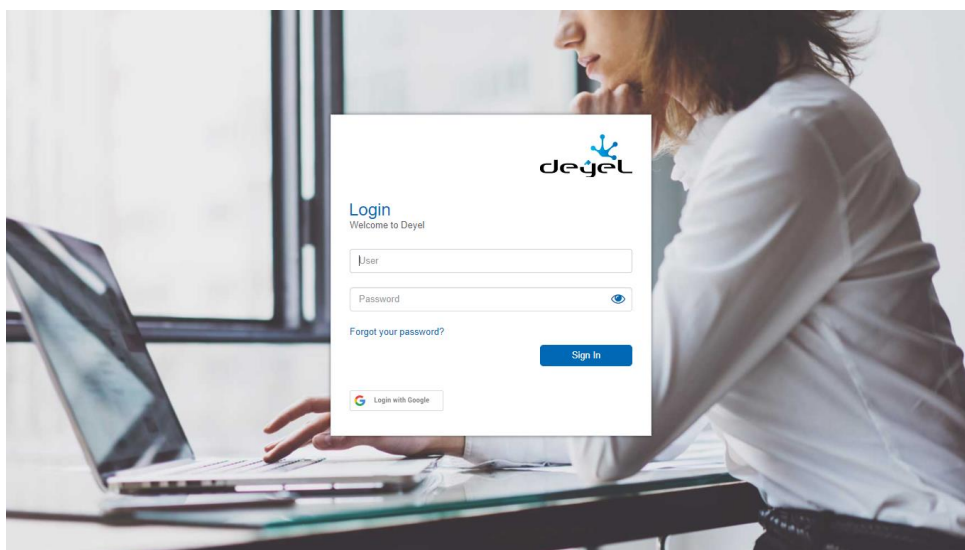 deyel
Login
Welcome to Deyel
User
Password
Forgot your password?
Sign In
Login with Google